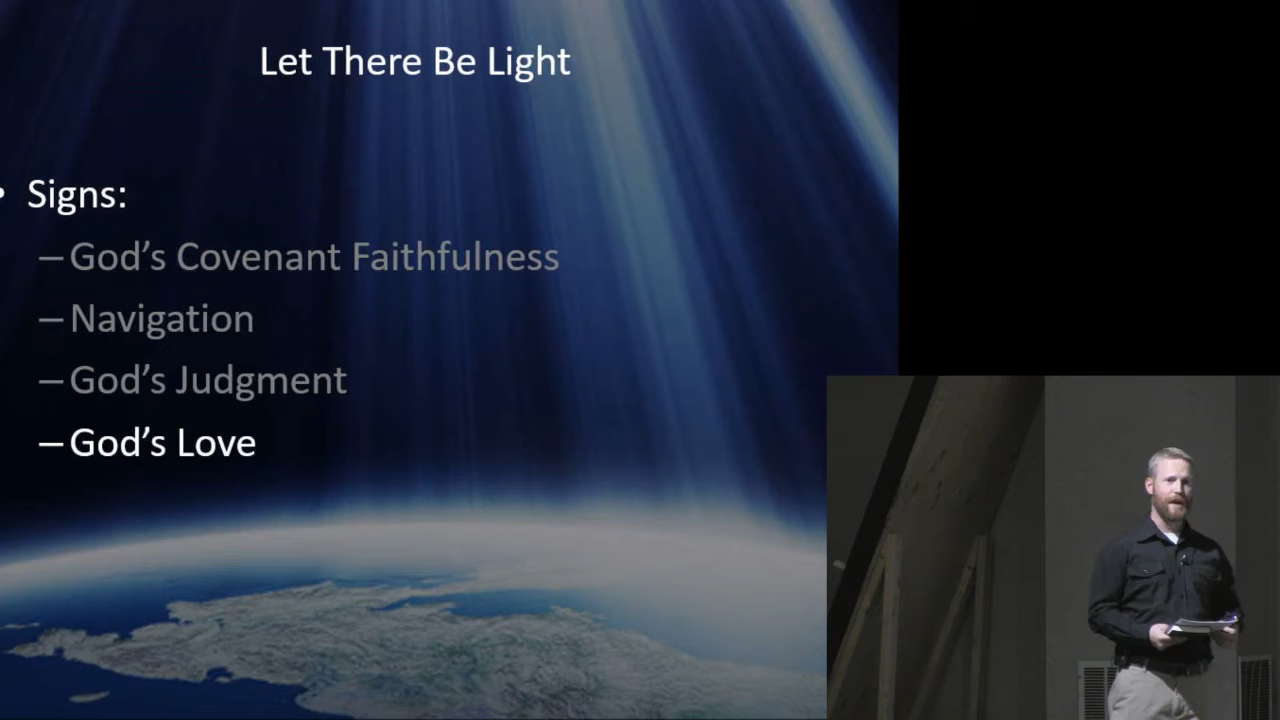 Let There Be Light
• Signs:
–God’s Covenant Faithfulness
–Navigation
–God’s Judgment
–God’s Love